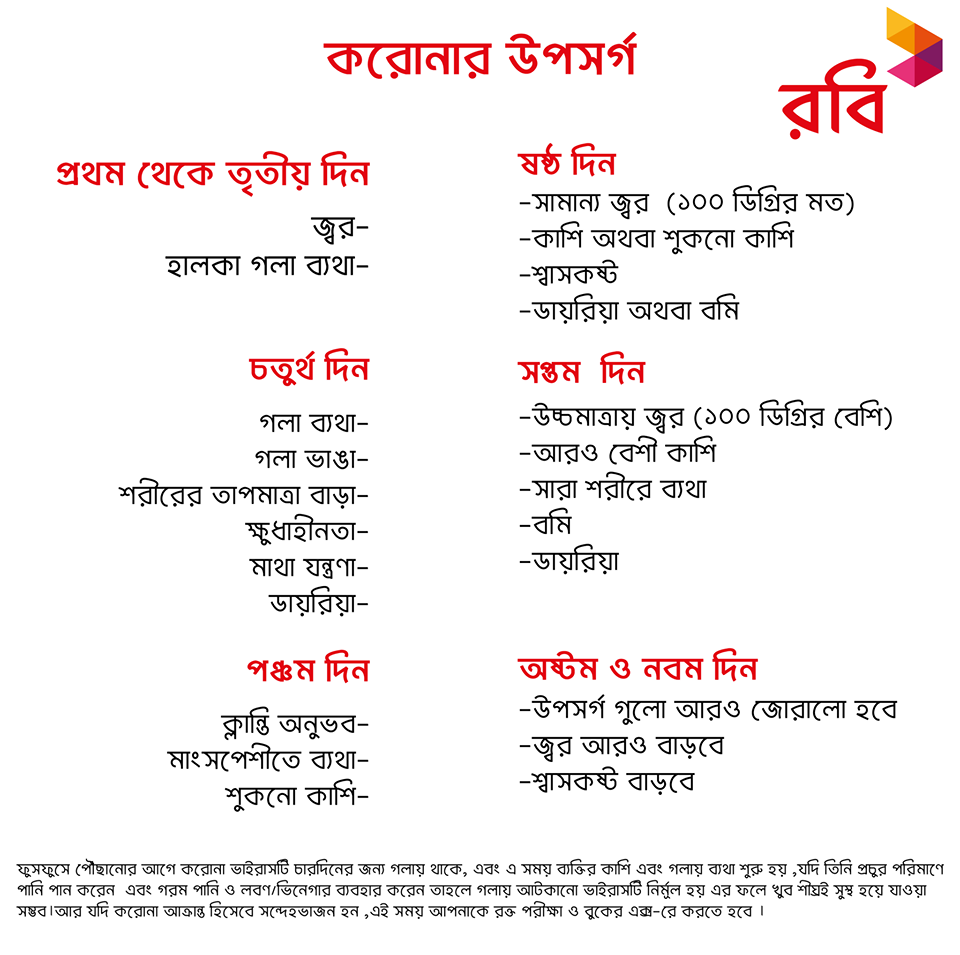 করোনার উপসর্গ
রবি
প্রথম থেকে তৃতীয় দিন
জ্বর–
হালকা গলা ব্যথা–
চতুর্থ দিন
গলা ব্যথা–
গলা ভাঙা–
শরীরের তাপমাত্রা বাড়া–
ক্ষুধাহীনতা–
মাথা যন্ত্রণা–
ডায়রিয়া–
পঞ্চম দিন
ক্লান্তি অনুভব–
মাংসপেশীতে ব্যথা–
শুকনো কাশি–
ষষ্ঠ দিন
–সামান্য জ্বর (১০০ ডিগ্রির মত)
–কাশি অথবা শুকনো কাশি
–শ্বাসকষ্ট
–ডায়রিয়া অথবা বমি
সপ্তম দিন
–উচ্চমাত্রায় জ্বর (১০০ ডিগ্রির বেশি)
–আরও বেশী কাশি
–সারা শরীরে ব্যথা
–বমি
–ডায়রিয়া
অষ্টম ও নবম দিন
–উপসর্গ গুলো আরও জোরালো হবে
–জ্বর আরও বাড়বে
–শ্বাসকষ্ট বাড়বে
ফুসফুসে পৌঁছানোর আগে করোনা ভাইরাসটি চারদিনের জন্য গলায় থাকে, এবং এ সময় ব্যক্তির কাশি এবং গলায় ব্যথা শুরু হয় ,যদি তিনি প্রচুর পরিমাণে
পানি পান করেন এবং গরম পানি ও লবণ/ভিনেগার ব্যবহার করেন তাহলে গলায় আটকানো ভাইরাসটি নির্মুল হয় এর ফলে খুব শীঘ্রই সুস্থ হয়ে যাওয়া
সম্ভব।আর যদি করোনা আক্রান্ত হিসেবে সন্দেহভাজন হন ,এই সময় আপনাকে রক্ত পরীক্ষা ও বুকের এক্স–রে করতে হবে ।